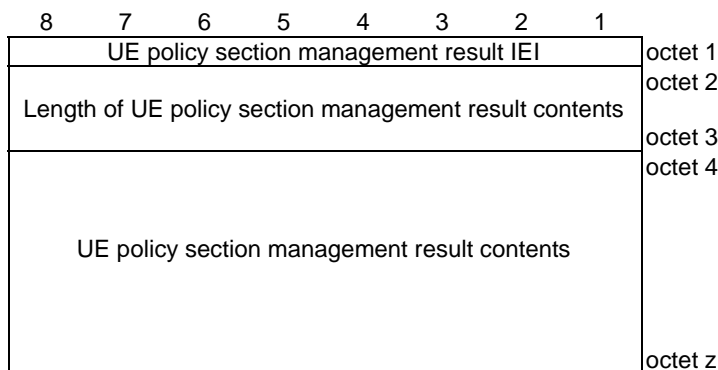 8 7 6 5 4 3 2 1
UE policy section management result IEI octet 1
octet 2
Length of UE policy section management result contents
octet 3
octet 4
UE policy section management result contents
octet z